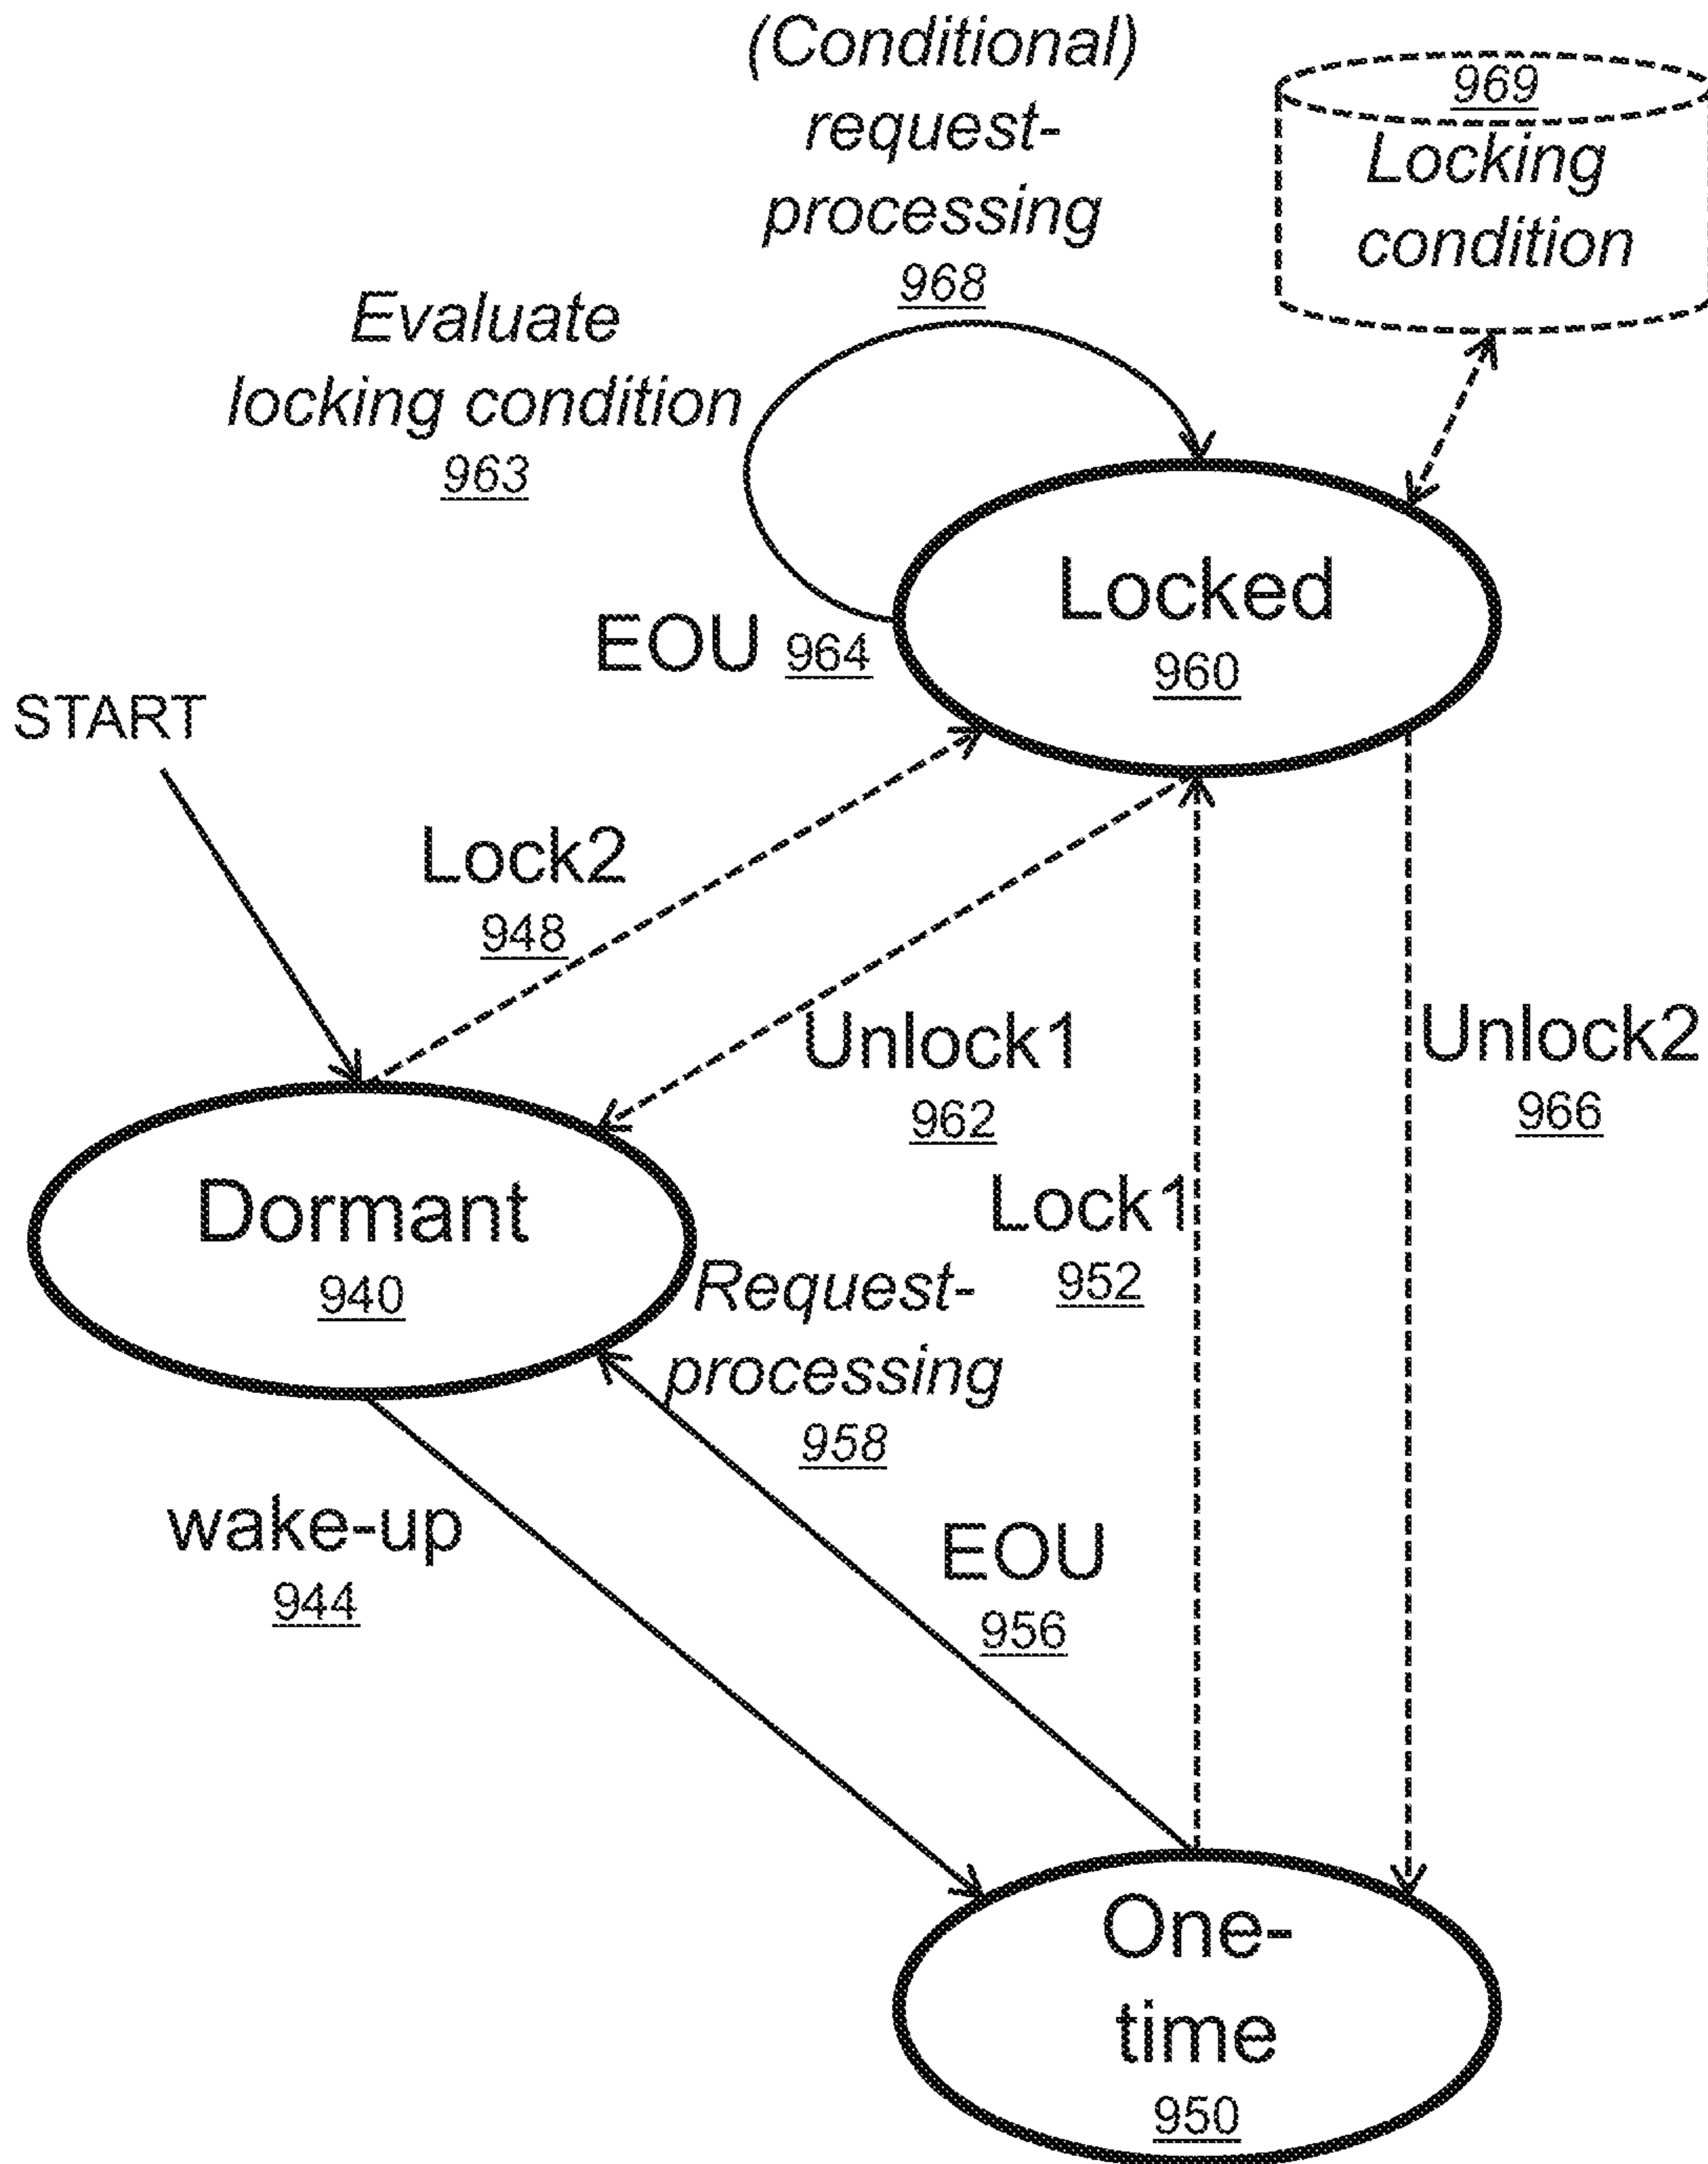 (Conditional)
request-
processing
968
969
Locking
condition
Evaluate
locking condition
963
EOU 964
Locked
960
START
Lock2
948
Unlock1
962
Unlock2
966
Dormant
940
Lock1
952
Request-
processing
958
wake-up
944
EOU
956
One-
time
950